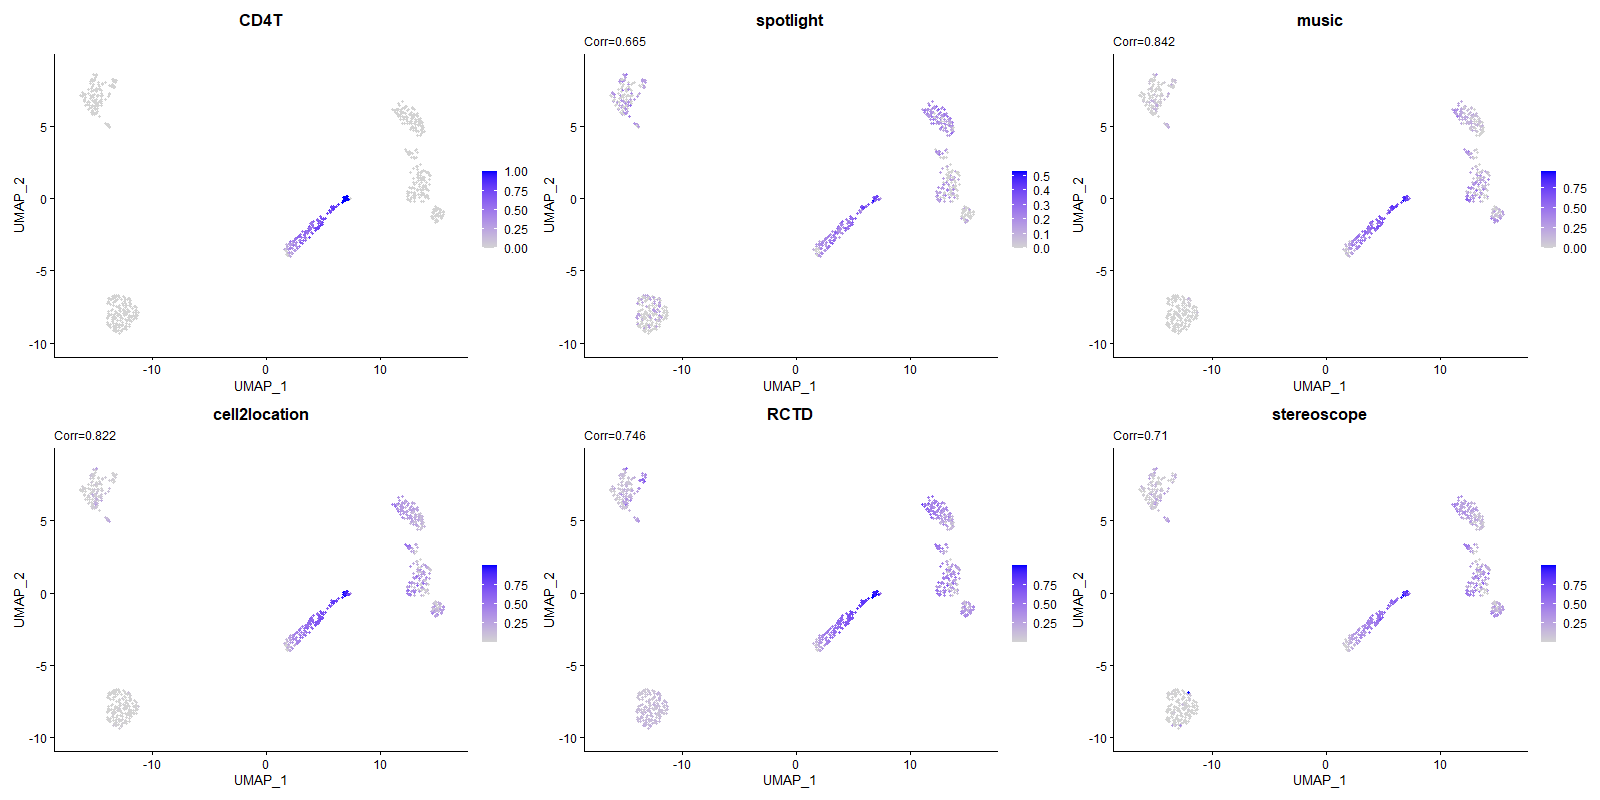 CD4T
5
0
-5
-10
-10
0
10
UMAP_1
UMAP_2
1.00
0.75
0.50
0.25
0.00
spotlight
Corr=0.665
5
0
-5
-10
-10
0
10
UMAP_1
UMAP_2
0.5
0.4
0.3
0.2
0.1
0.0
music
Corr=0.842
5
0
-5
-10
-10
0
10
UMAP_1
UMAP_2
0.75
0.50
0.25
0.00
cell2location
Corr=0.822
5
0
-5
-10
-10
0
10
UMAP_1
UMAP_2
0.75
0.50
0.25
RCTD
Corr=0.746
5
0
-5
-10
-10
0
10
UMAP_1
UMAP_2
0.75
0.50
0.25
stereoscope
Corr=0.71
5
0
-5
-10
-10
0
10
UMAP_1
UMAP_2
0.75
0.50
0.25